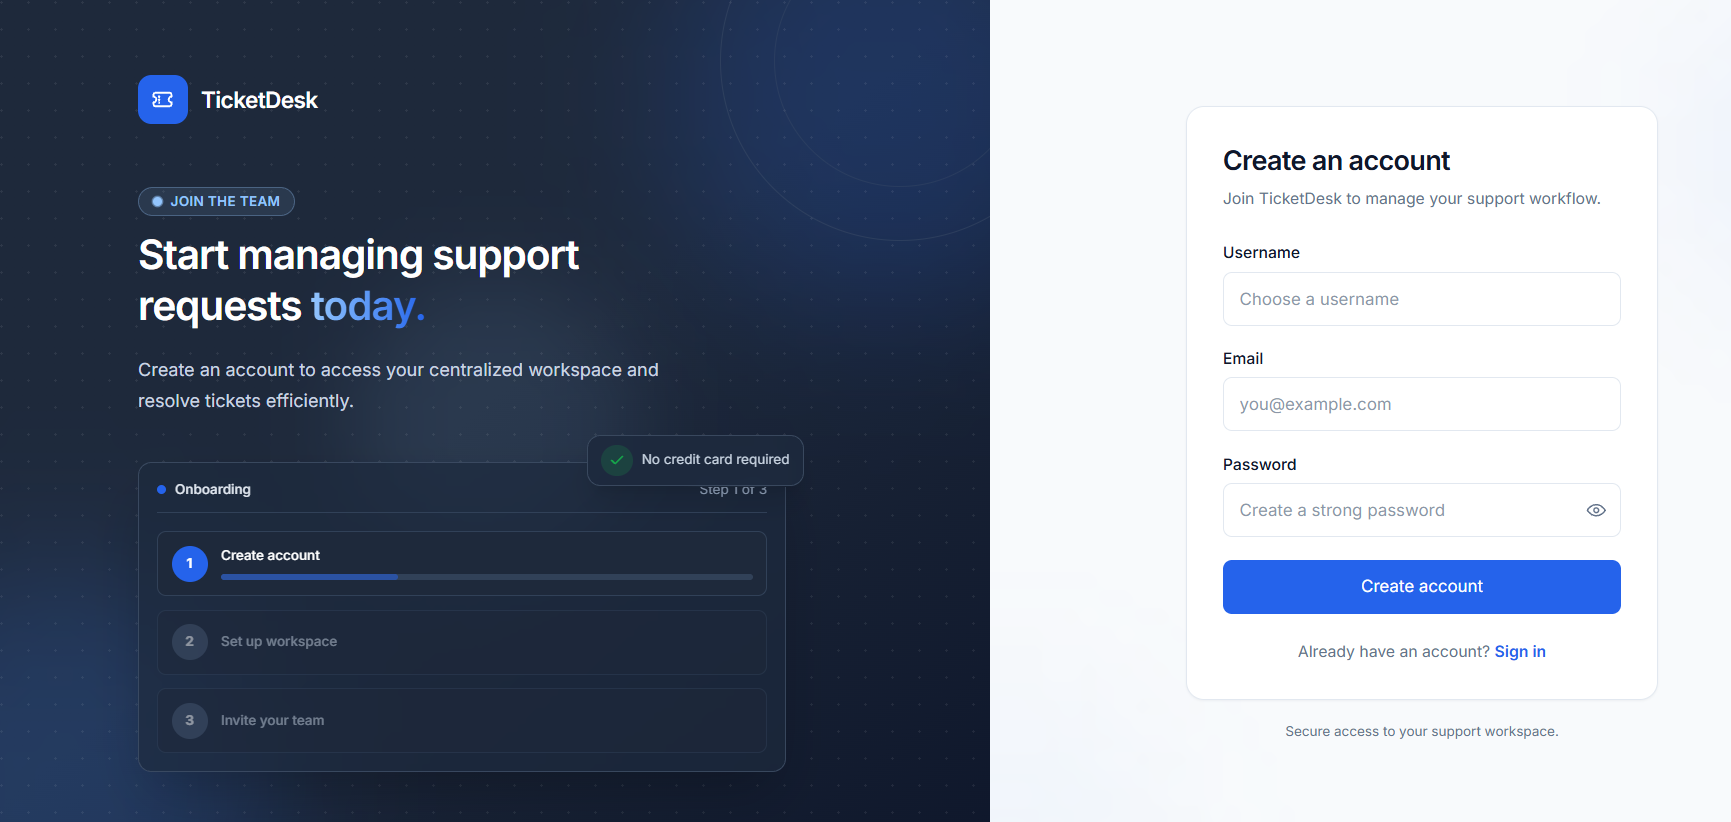 TicketDesk
JOIN THE TEAM
Start managing support
requests today.
Create an account to access your centralized workspace and
resolve tickets efficiently.
No credit card required
Onboarding
Step 1 of 3
1
Create account
2
Set up workspace
3
Invite your team
Create an account
Join TicketDesk to manage your support workflow.
Username
Choose a username
Email
you@example.com
Password
Create a strong password
Create account
Already have an account? Sign in
Secure access to your support workspace.